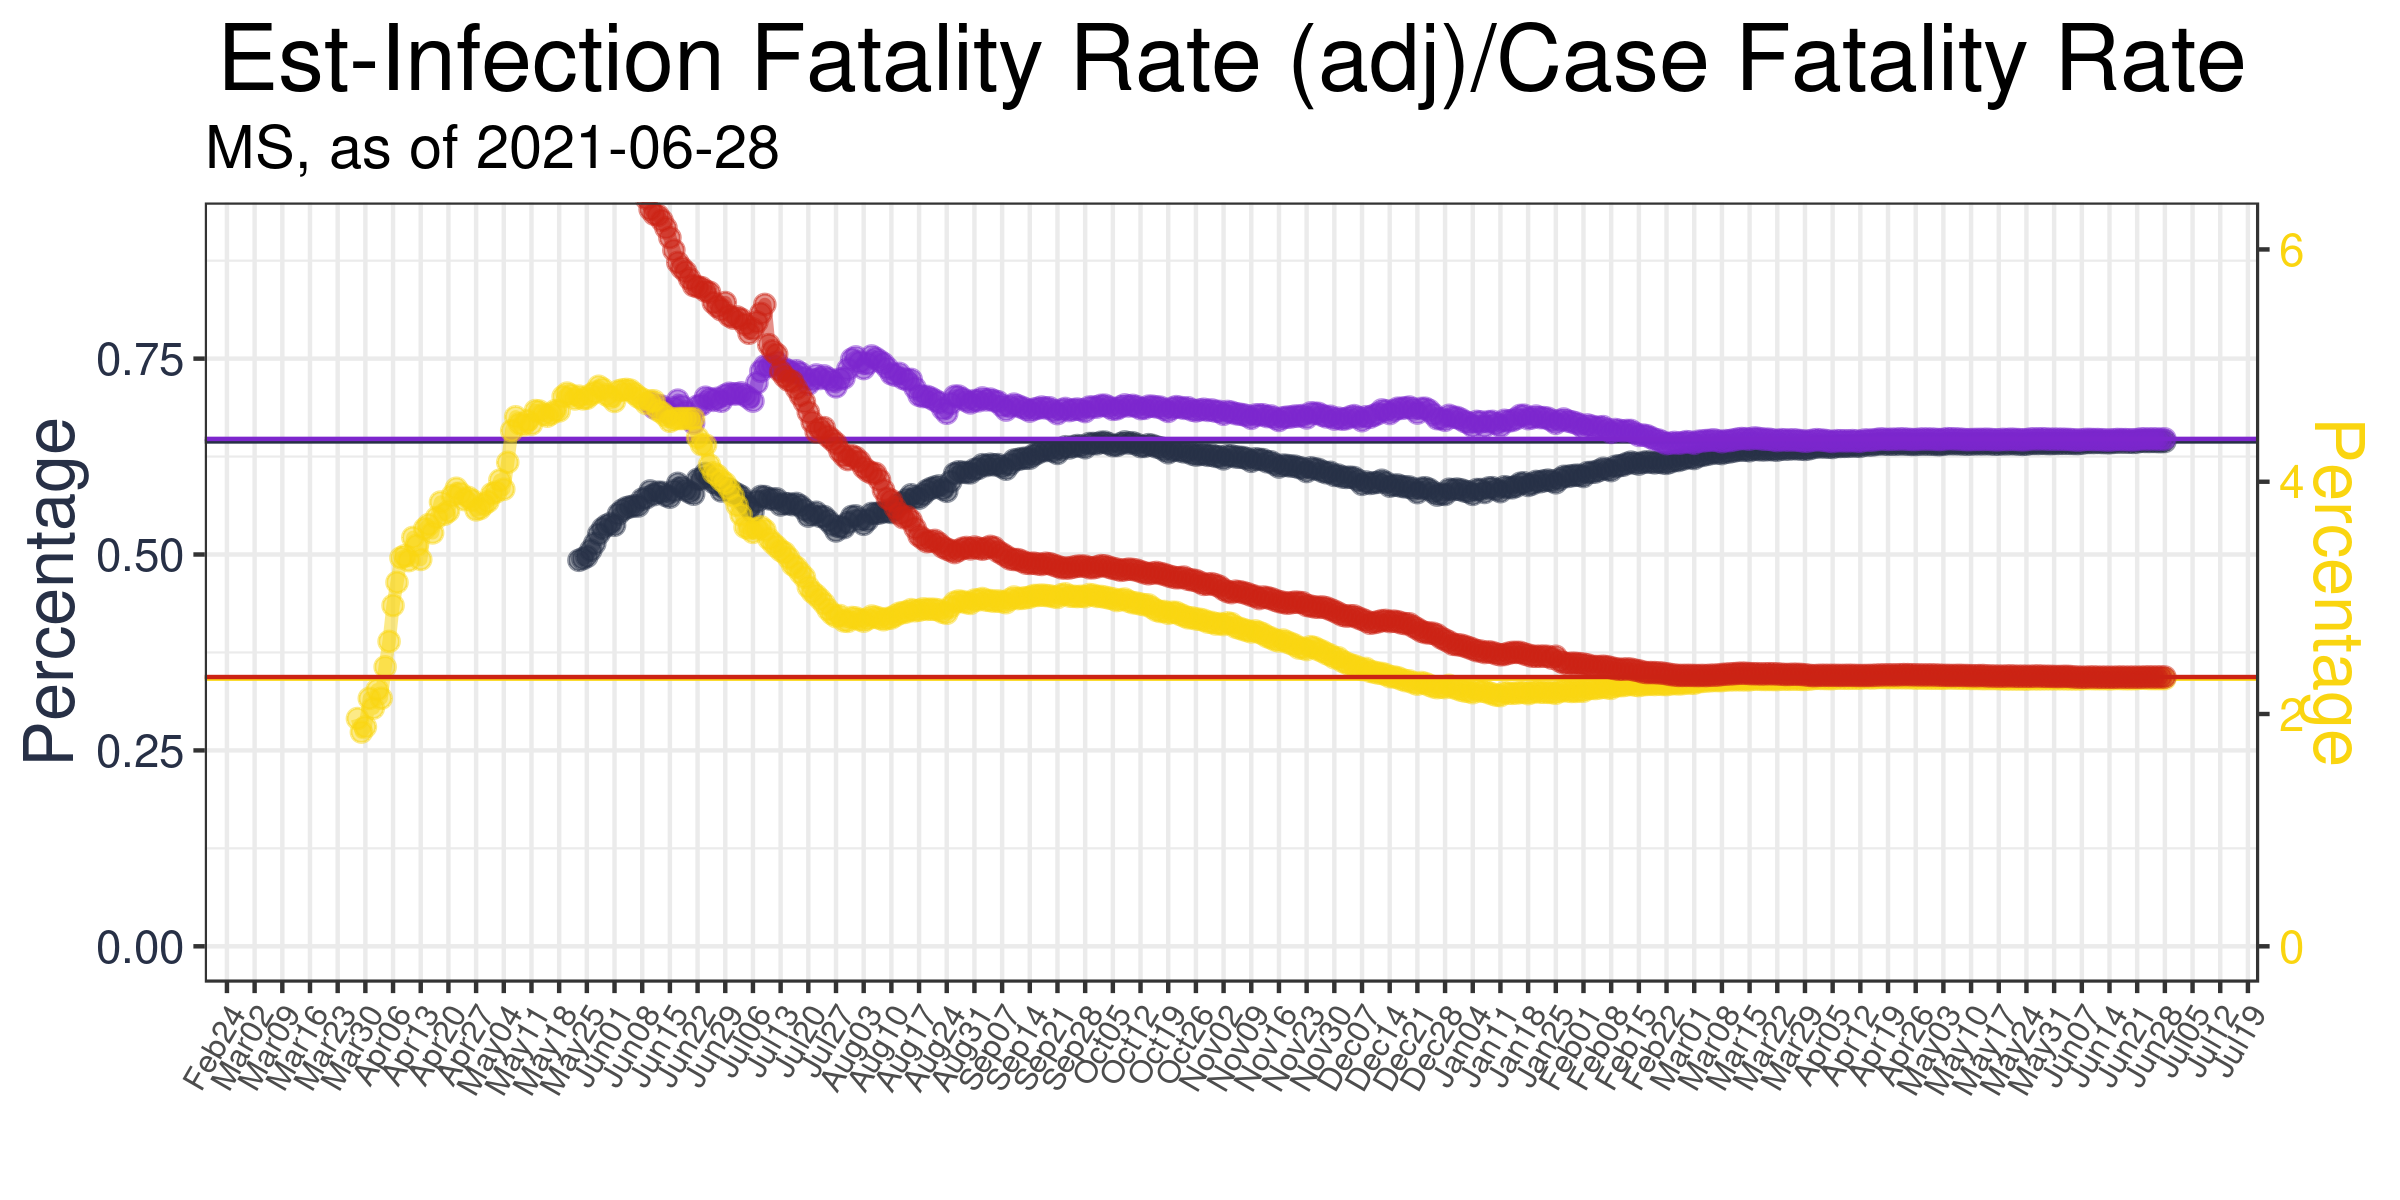 Est-Infection Fatality Rate (adj)/Case Fatality Rate
MS, as of 2021-06-28
Percentage
0.75
0.50
0.25
0.00
6
4
2
0
Percentage
Feb24
Mar02
Mar09
Mar16
Mar23
Mar30
Apr06
Apr13
Apr20
Apr27
May04
May11
May18
May25
Jun01
Jun08
Jun15
Jun22
Jun29
Jul06
Jul13
Jul20
Jul27
Aug03
Aug10
Aug17
Aug24
Aug31
Sep07
Sep14
Sep21
Sep28
Oct05
Oct12
Oct19
Oct26
Nov02
Nov09
Nov16
Nov23
Nov30
Dec07
Dec14
Dec21
Dec28
Jan04
Jan11
Jan18
Jan25
Feb01
Feb08
Feb15
Feb22
Mar01
Mar08
Mar15
Mar22
Mar29
Apr05
Apr12
Apr19
Apr26
May03
May10
May17
May24
May31
Jun07
Jun14
Jun21
Jun28
Jul05
Jul12
Jul19